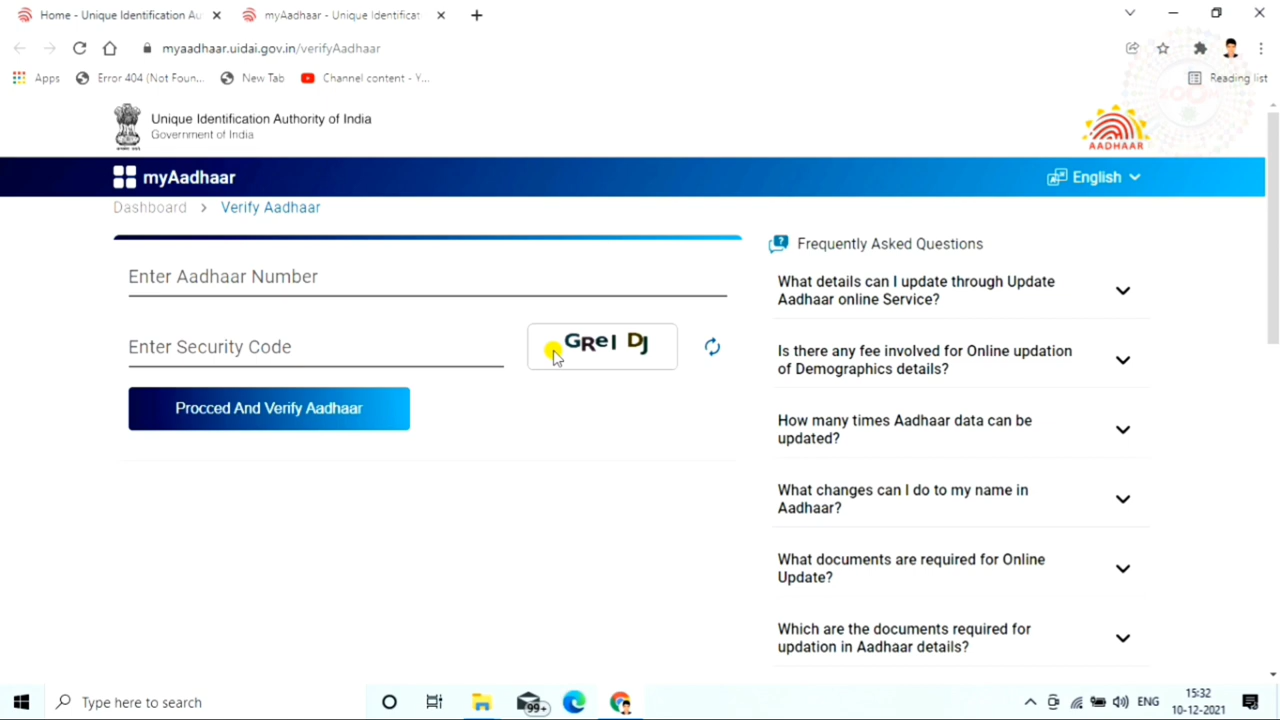 Home - Unique Identification Au
myAadhaar - Unique Identificat
myaadhaar.uidai.gov.in/verifyAadhaar
Apps
Error 404 (Not Foun...
New Tab
Channel content - Y...
Reading list
Unique Identification Authority of India
Government of India
AADHAAR
myAadhaar
English
Dashboard > Verify Aadhaar
Enter Aadhaar Number
Enter Security Code
Procced And Verify Aadhaar
Frequently Asked Questions
What details can I update through Update
Aadhaar online Service?
Is there any fee involved for Online updation
of Demographics details?
How many times Aadhaar data can be
updated?
What changes can I do to my name in
Aadhaar?
What documents are required for Online
Update?
Which are the documents required for
updation in Aadhaar details?
Type here to search
99+
ENG
15:32
10-12-2021